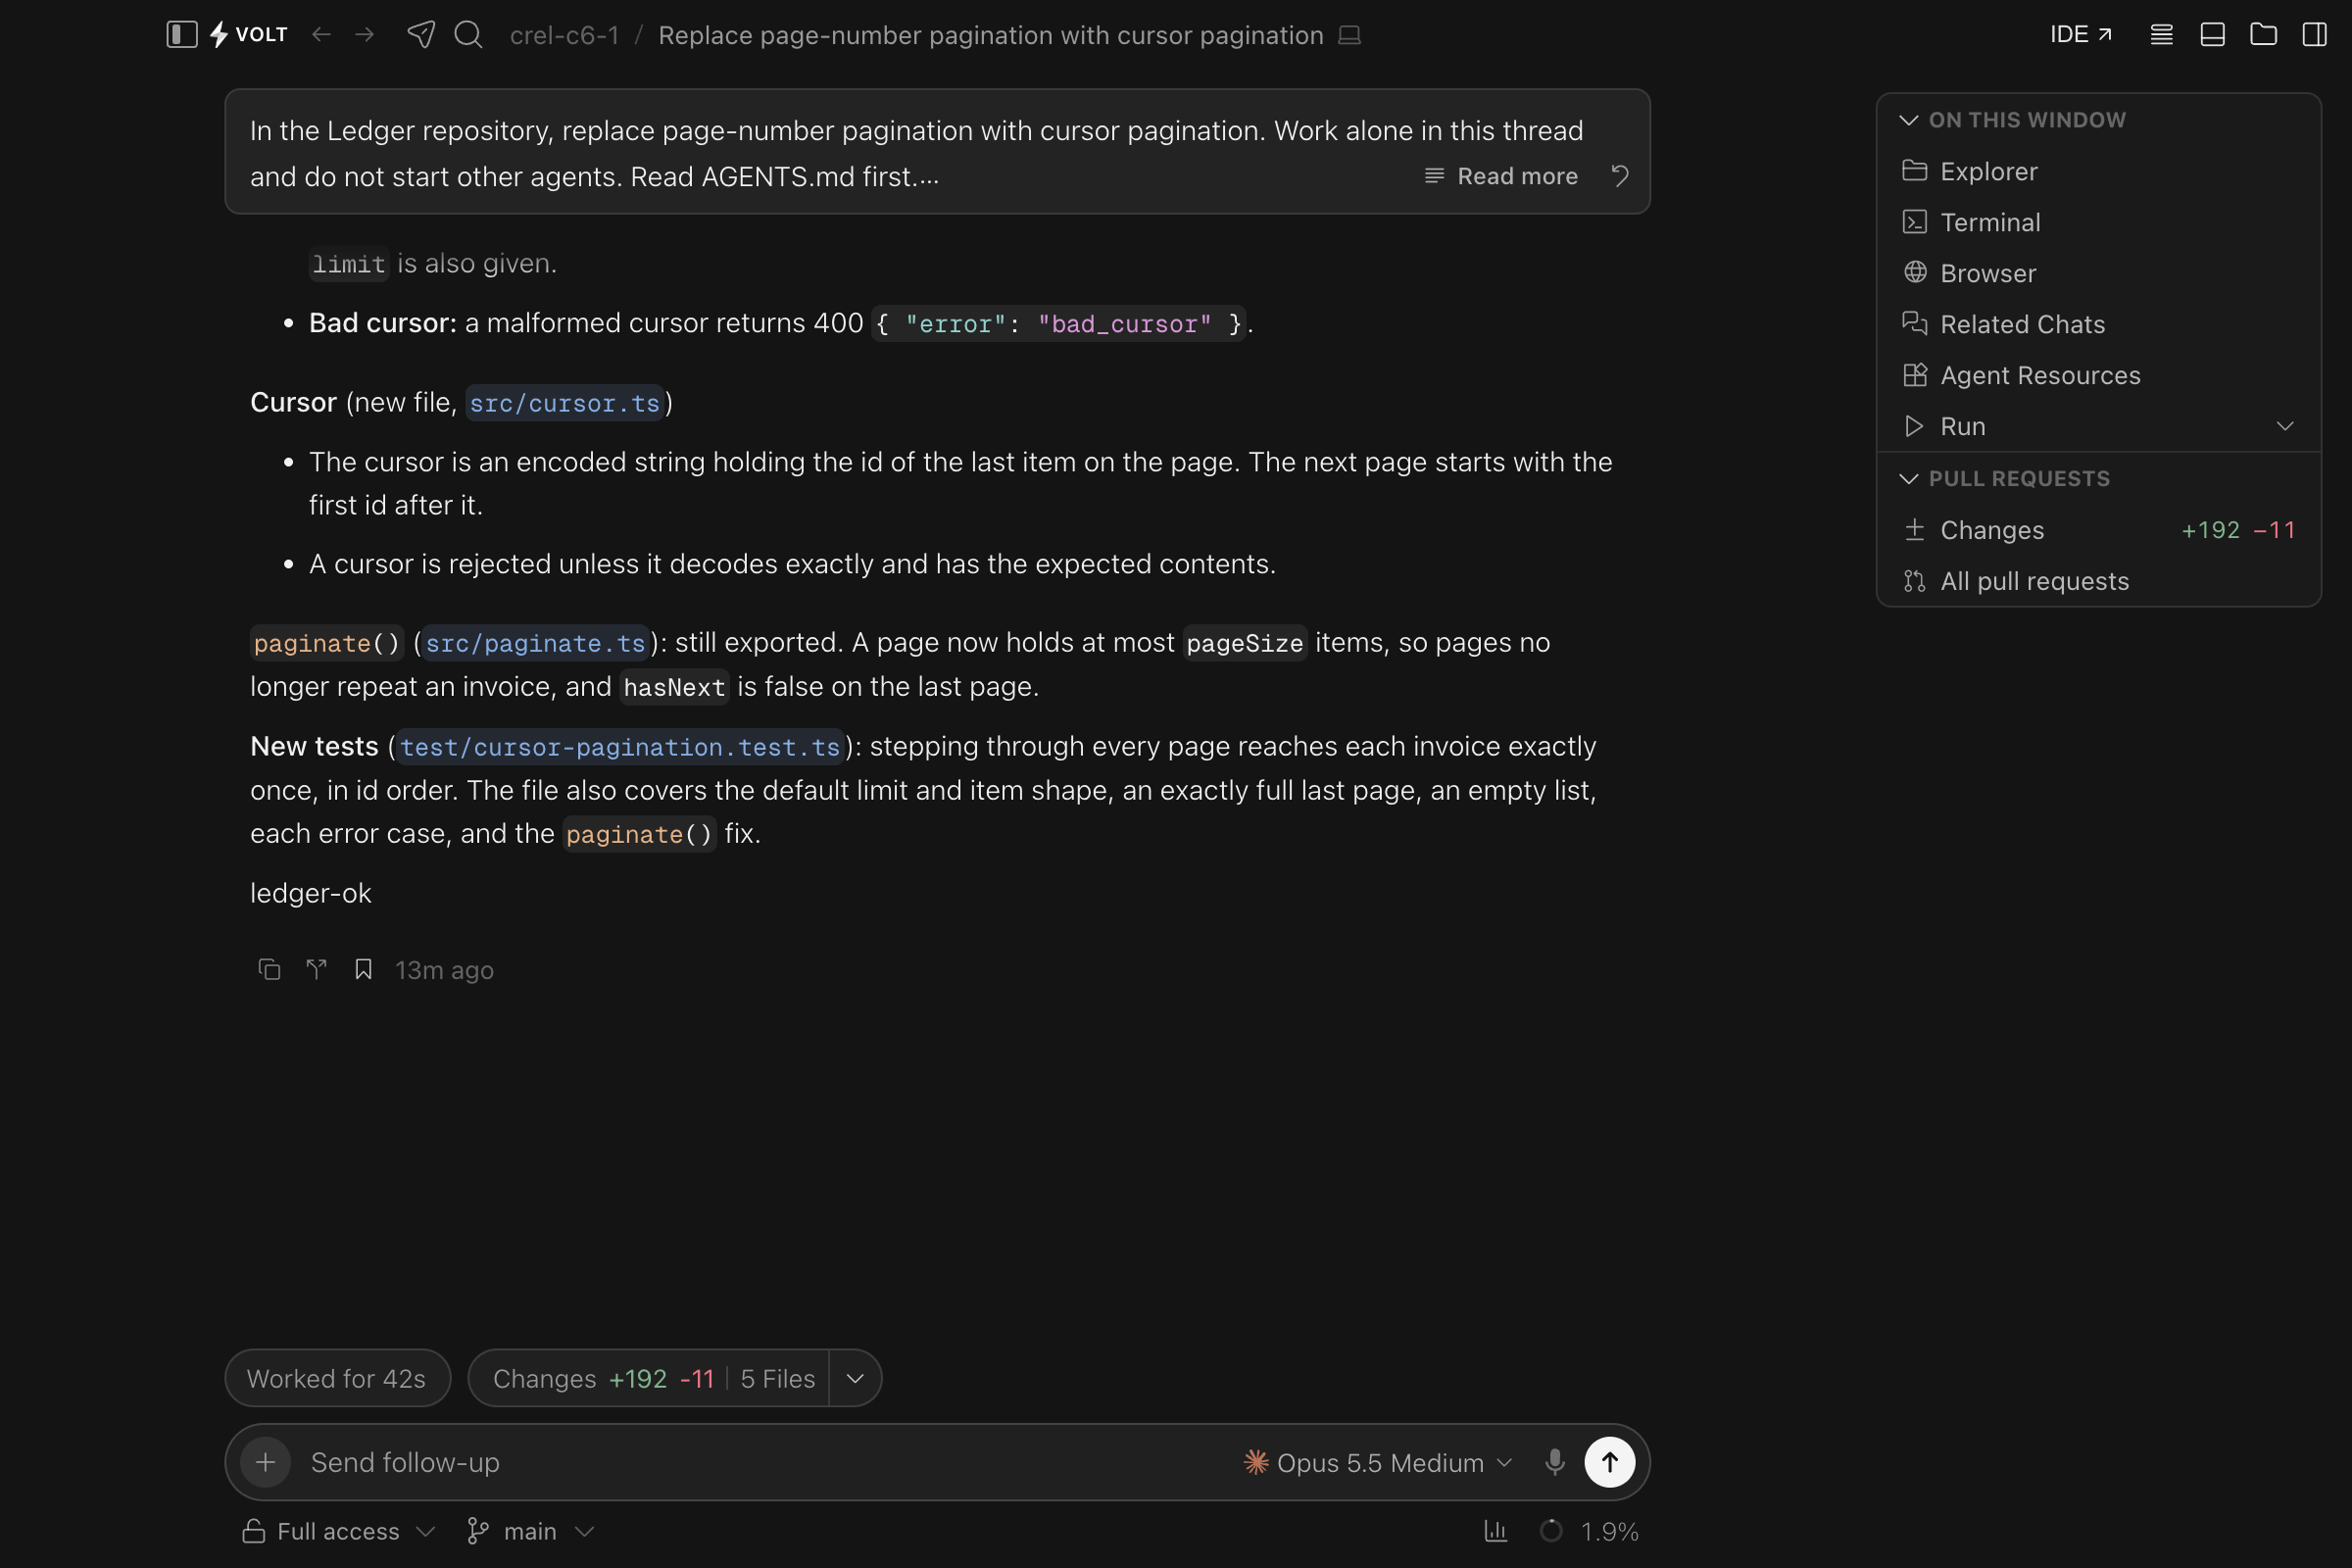 VOLT
crel-c6-1 / Replace page-number pagination with cursor pagination
IDE
In the Ledger repository, replace page-number pagination with cursor pagination. Work alone in this thread
and do not start other agents. Read AGENTS.md first.…
Read more
limit is also given.
• Bad cursor: a malformed cursor returns 400 { "error": "bad_cursor" }.
Cursor (new file, src/cursor.ts)
• The cursor is an encoded string holding the id of the last item on the page. The next page starts with the
first id after it.
• A cursor is rejected unless it decodes exactly and has the expected contents.
paginate() (src/paginate.ts): still exported. A page now holds at most pageSize items, so pages no
longer repeat an invoice, and hasNext is false on the last page.
New tests (test/cursor-pagination.test.ts): stepping through every page reaches each invoice exactly
once, in id order. The file also covers the default limit and item shape, an exactly full last page, an empty list,
each error case, and the paginate() fix.
ledger-ok
13m ago
Worked for 42s
Changes +192 -11 | 5 Files
Send follow-up
Opus 5.5 Medium
Full access
main
1.9%
ON THIS WINDOW
Explorer
Terminal
Browser
Related Chats
Agent Resources
Run
PULL REQUESTS
Changes +192 −11
All pull requests